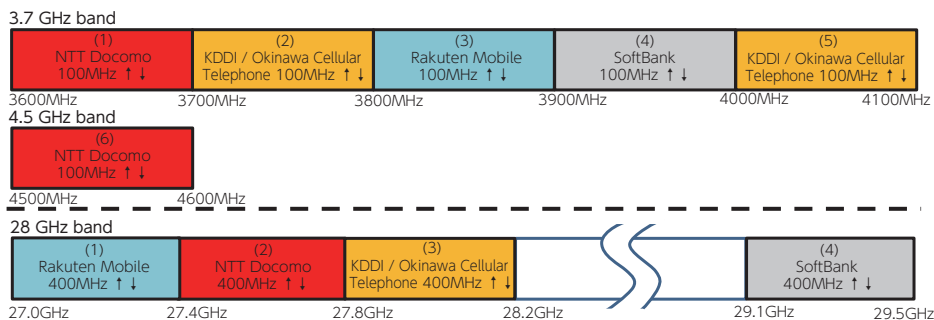 3.7 GHz band
(1)
NTT Docomo
100MHz ↑ ↓
(2)
KDDI / Okinawa Cellular
Telephone 100MHz ↑ ↓
(3)
Rakuten Mobile
100MHz ↑ ↓
(4)
SoftBank
100MHz ↑ ↓
(5)
KDDI / Okinawa Cellular
Telephone 100MHz ↑ ↓
3600MHz
3700MHz
3800MHz
3900MHz
4000MHz
4100MHz
4.5 GHz band
(6)
NTT Docomo
100MHz ↑ ↓
4500MHz
4600MHz
28 GHz band
(1)
Rakuten Mobile
400MHz ↑ ↓
(2)
NTT Docomo
400MHz ↑ ↓
(3)
KDDI / Okinawa Cellular
Telephone 400MHz ↑ ↓
(4)
SoftBank
400MHz ↑ ↓
27.0GHz
27.4GHz
27.8GHz
28.2GHz
29.1GHz
29.5GHz